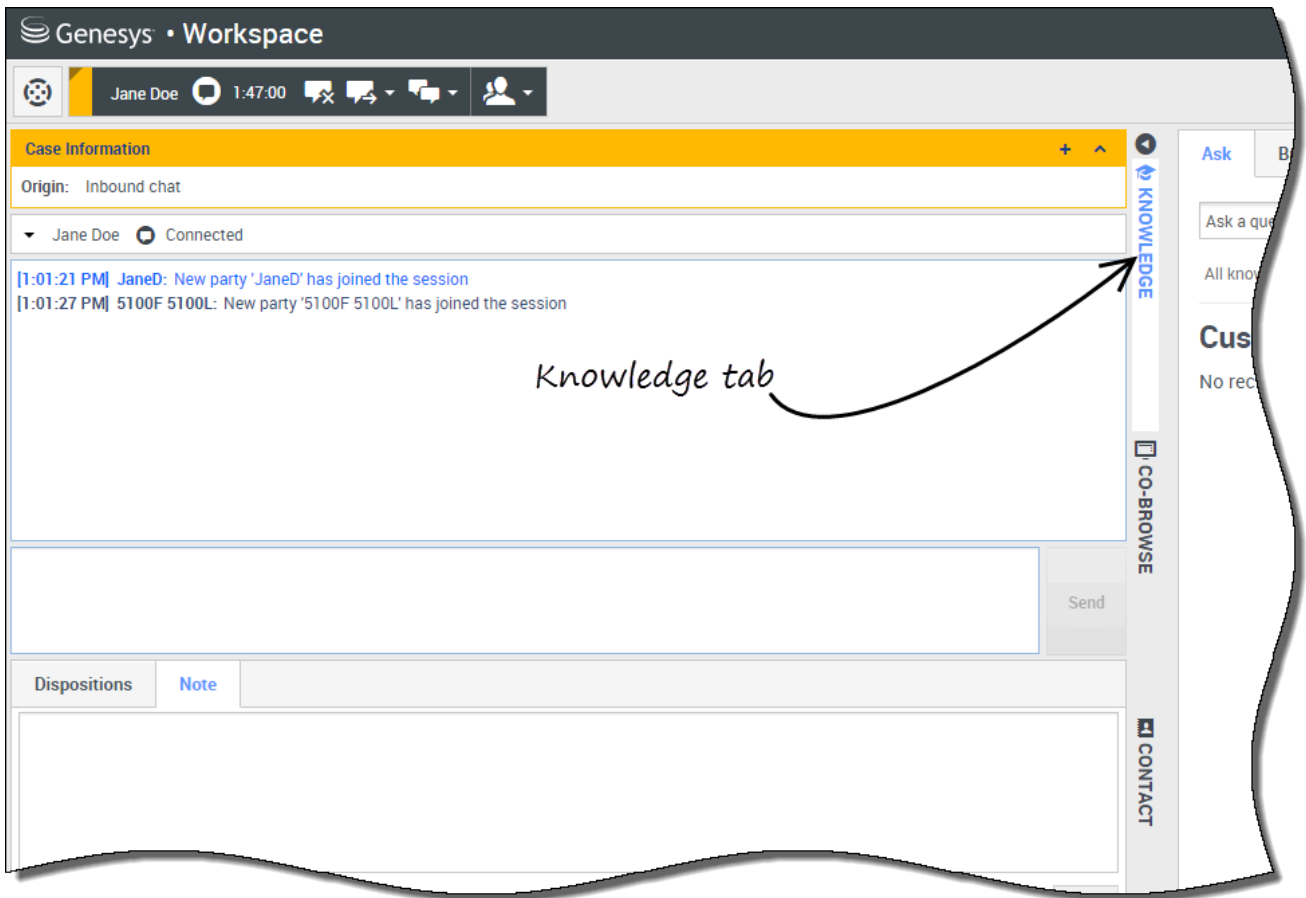 Genesys • Workspace
Jane Doe 1:47:00
Case Information
Origin: Inbound chat
Jane Doe Connected
[1:01:21 PM] JaneD: New party 'JaneD' has joined the session
[1:01:27 PM] 5100F 5100L: New party '5100F 5100L' has joined the session
Knowledge tab
Send
Dispositions Note
KNOWLEDGE
CO-BROWSE
CONTACT
Ask
Ask a
All
No